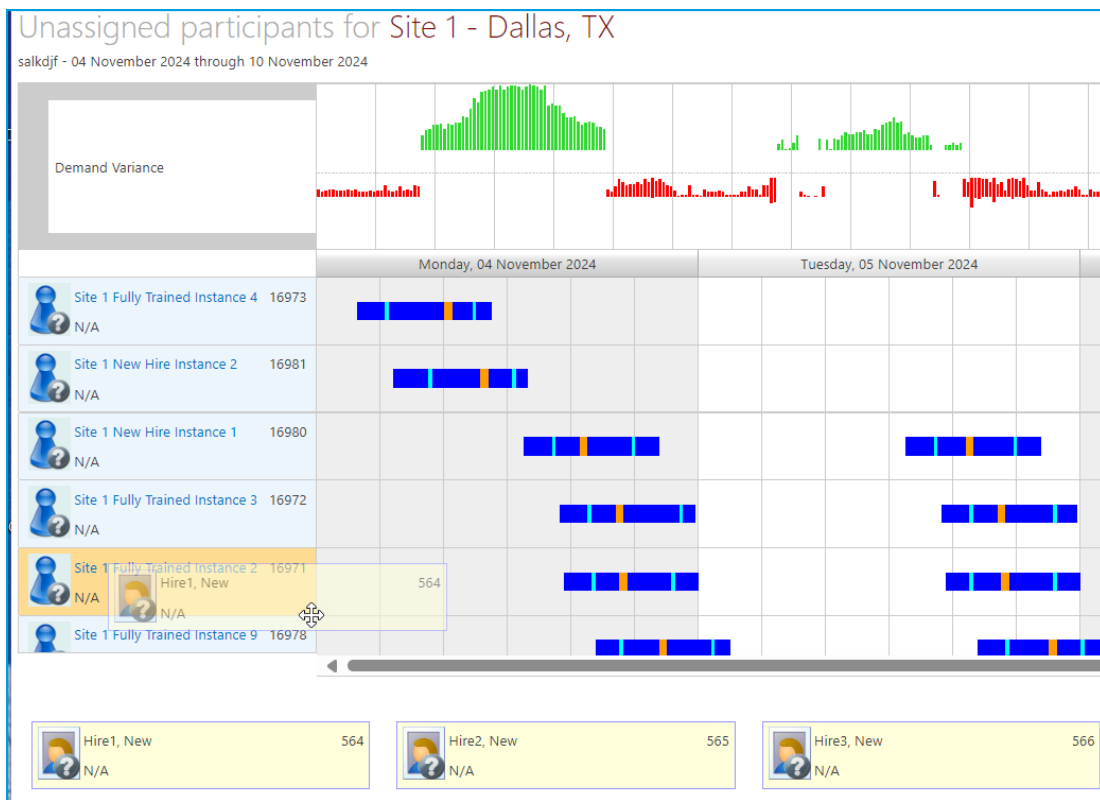 Unassigned participants for Site 1 - Dallas, TX
salkdjf - 04 November 2024 through 10 November 2024
Demand Variance
Monday, 04 November 2024
Tuesday, 05 November 2024
Site 1 Fully Trained Instance 4 16973
N/A
Site 1 New Hire Instance 2 16981
N/A
Site 1 New Hire Instance 1 16980
N/A
Site 1 Fully Trained Instance 3 16972
N/A
Site 1 Fully Trained Instance 2 16971
N/A
Hire1, New 564
N/A
Site 1 Fully Trained Instance 9 16978
Hire1, New 564
N/A
Hire2, New 565
N/A
Hire3, New 566
N/A